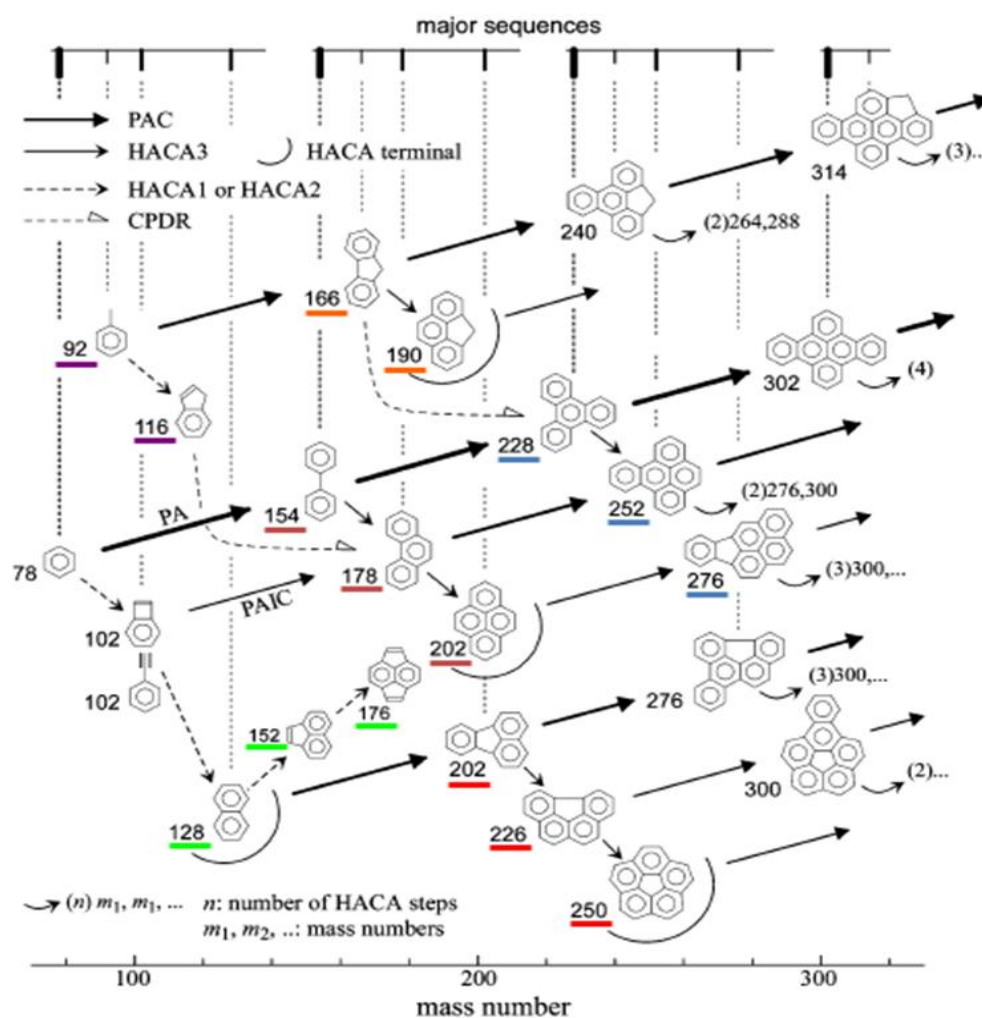 major sequences
PAC
HACA3
HACA terminal
HACA1 or HACA2
CPDR
314
(3)..
240
(2)264,288
166
190
92
302
(4)
116
228
252
(2)276,300
PA
154
78
178
276
(3)300,...
PAIC
102
202
102
276
(3)300,...
152
176
202
300
(2)...
128
226
250
(n) m1, m1, ... n: number of HACA steps
m1, m2, ..: mass numbers
100 200 300
mass number